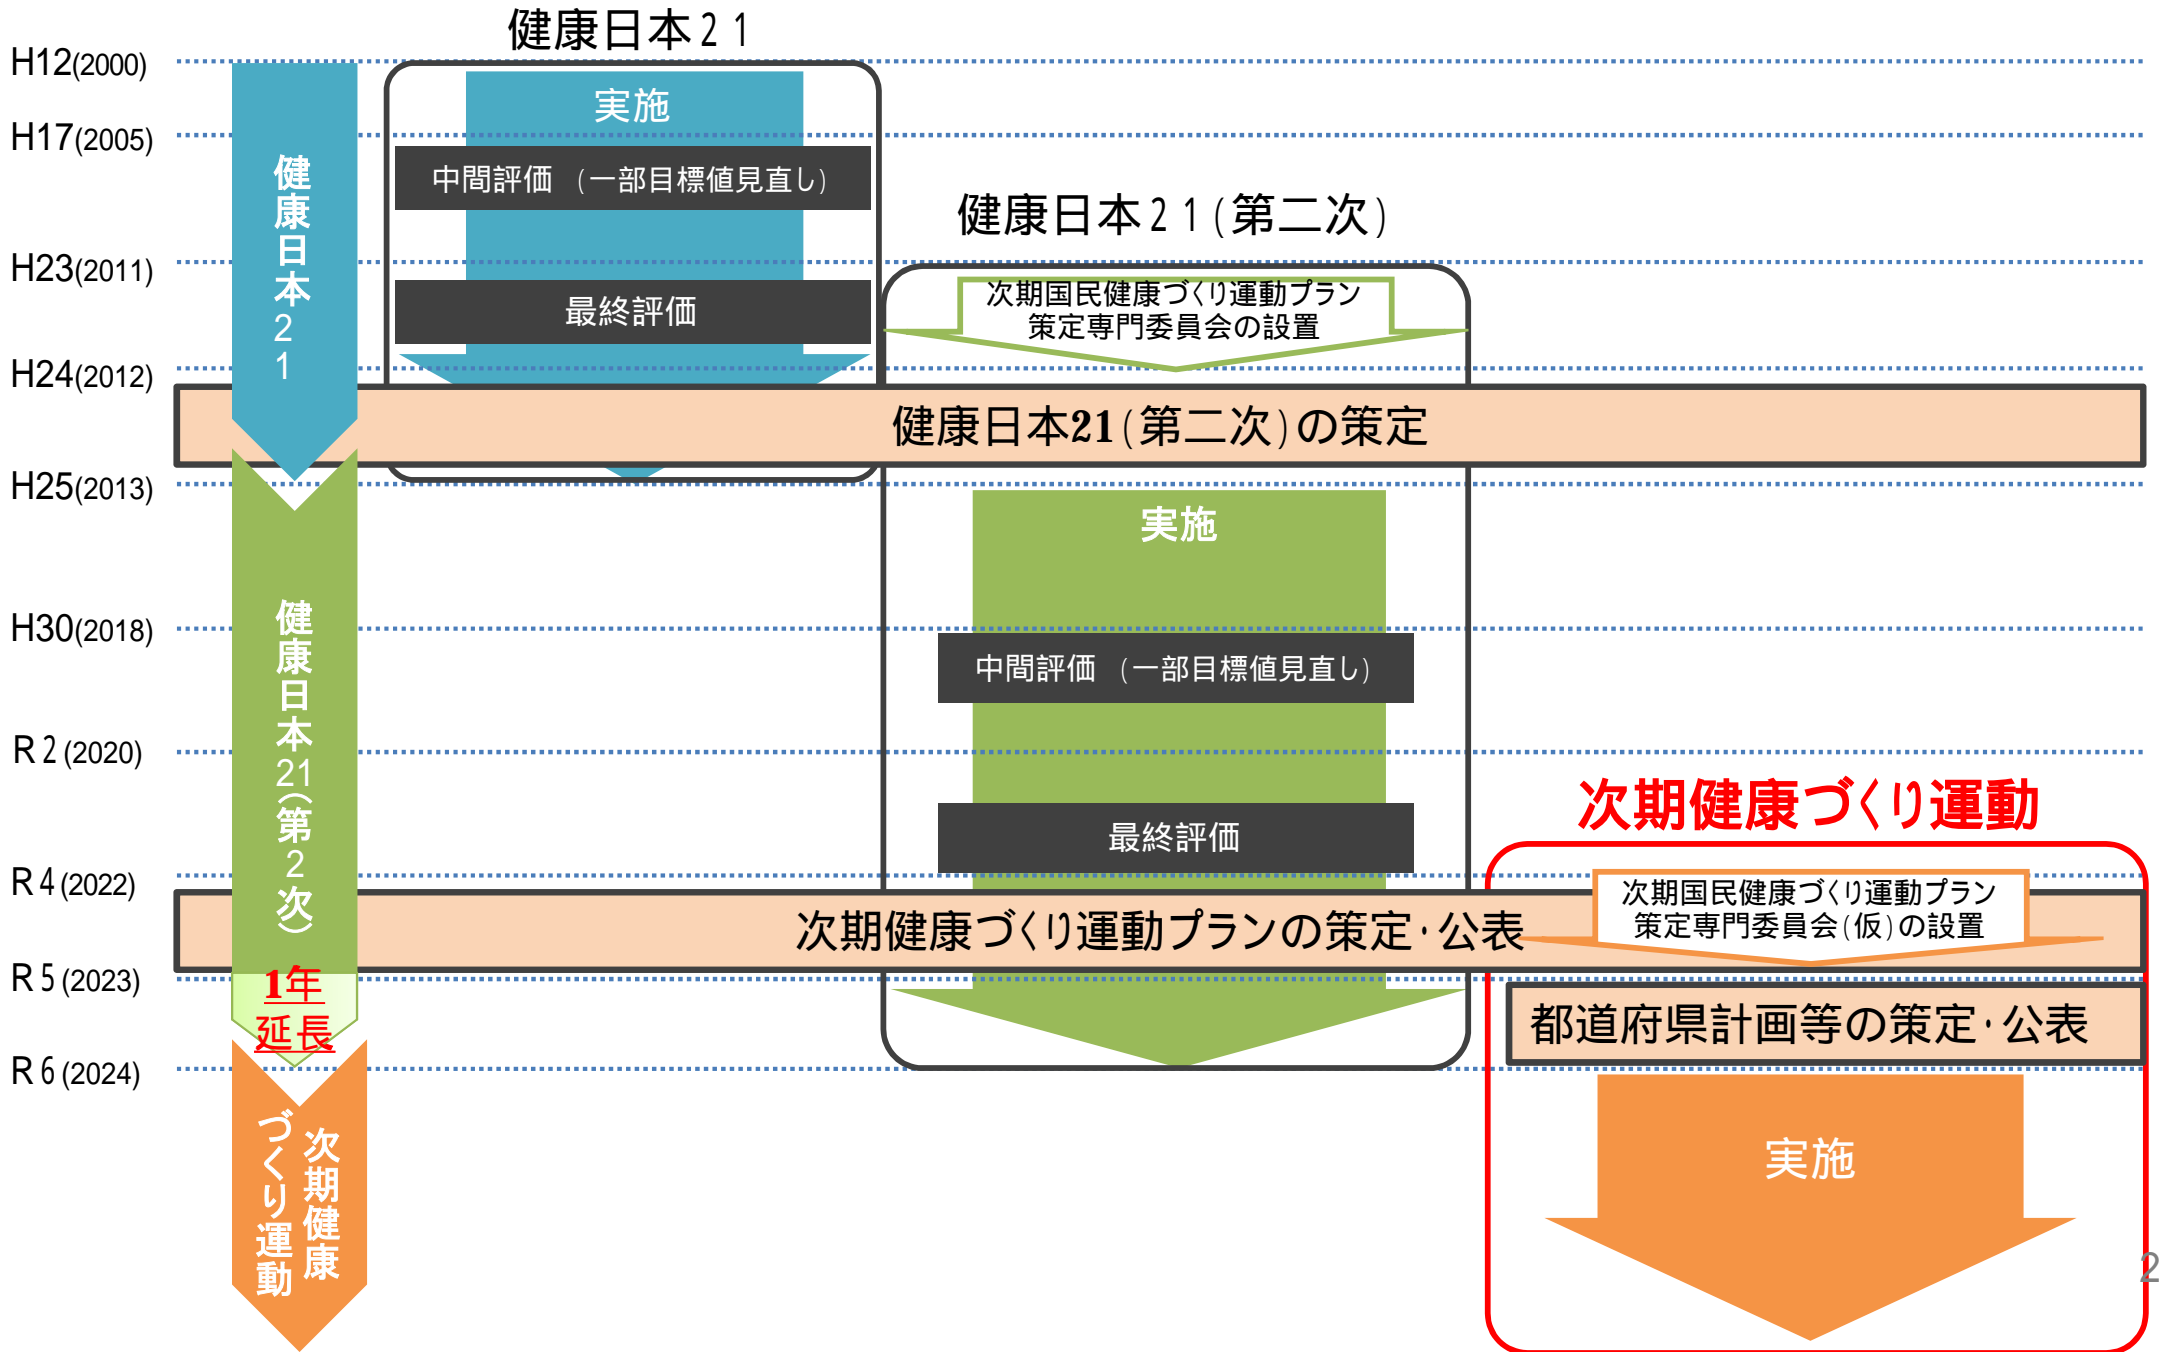 健康日本２１
H12(2000)
実施
H17(2005)
中間評価 （一部目標値見直し）
健康日本２１
健康日本２１（第二次）
H23(2011)
次期国民健康づくり運動プラン
策定専門委員会の設置
最終評価
H24(2012)
健康日本21（第二次）の策定
H25(2013)
実施
健康日本21（第２次）
H30(2018)
中間評価 （一部目標値見直し）
R２(2020)
次期健康づくり運動
最終評価
R４(2022)
次期国民健康づくり運動プラン
策定専門委員会（仮）の設置
次期健康づくり運動プランの策定・公表
R５(2023)
1年
延長
都道府県計画等の策定・公表
R６(2024)
次期健康
づくり運動
実施
2